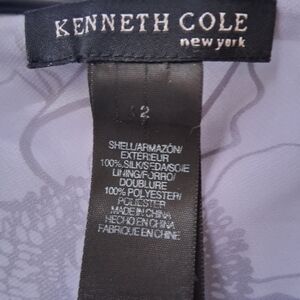 KENNETH COLE
new york
2
SHELL/ARMAZÓN/
EXTERIEUR
100% SILK/SEDA/SOIE
LINING/FORRO/
DOUBLURE
100% POLYESTER/
POLIESTER
MADE IN CHINA
HECHO EN CHINA
FABRIQUE EN CHINE